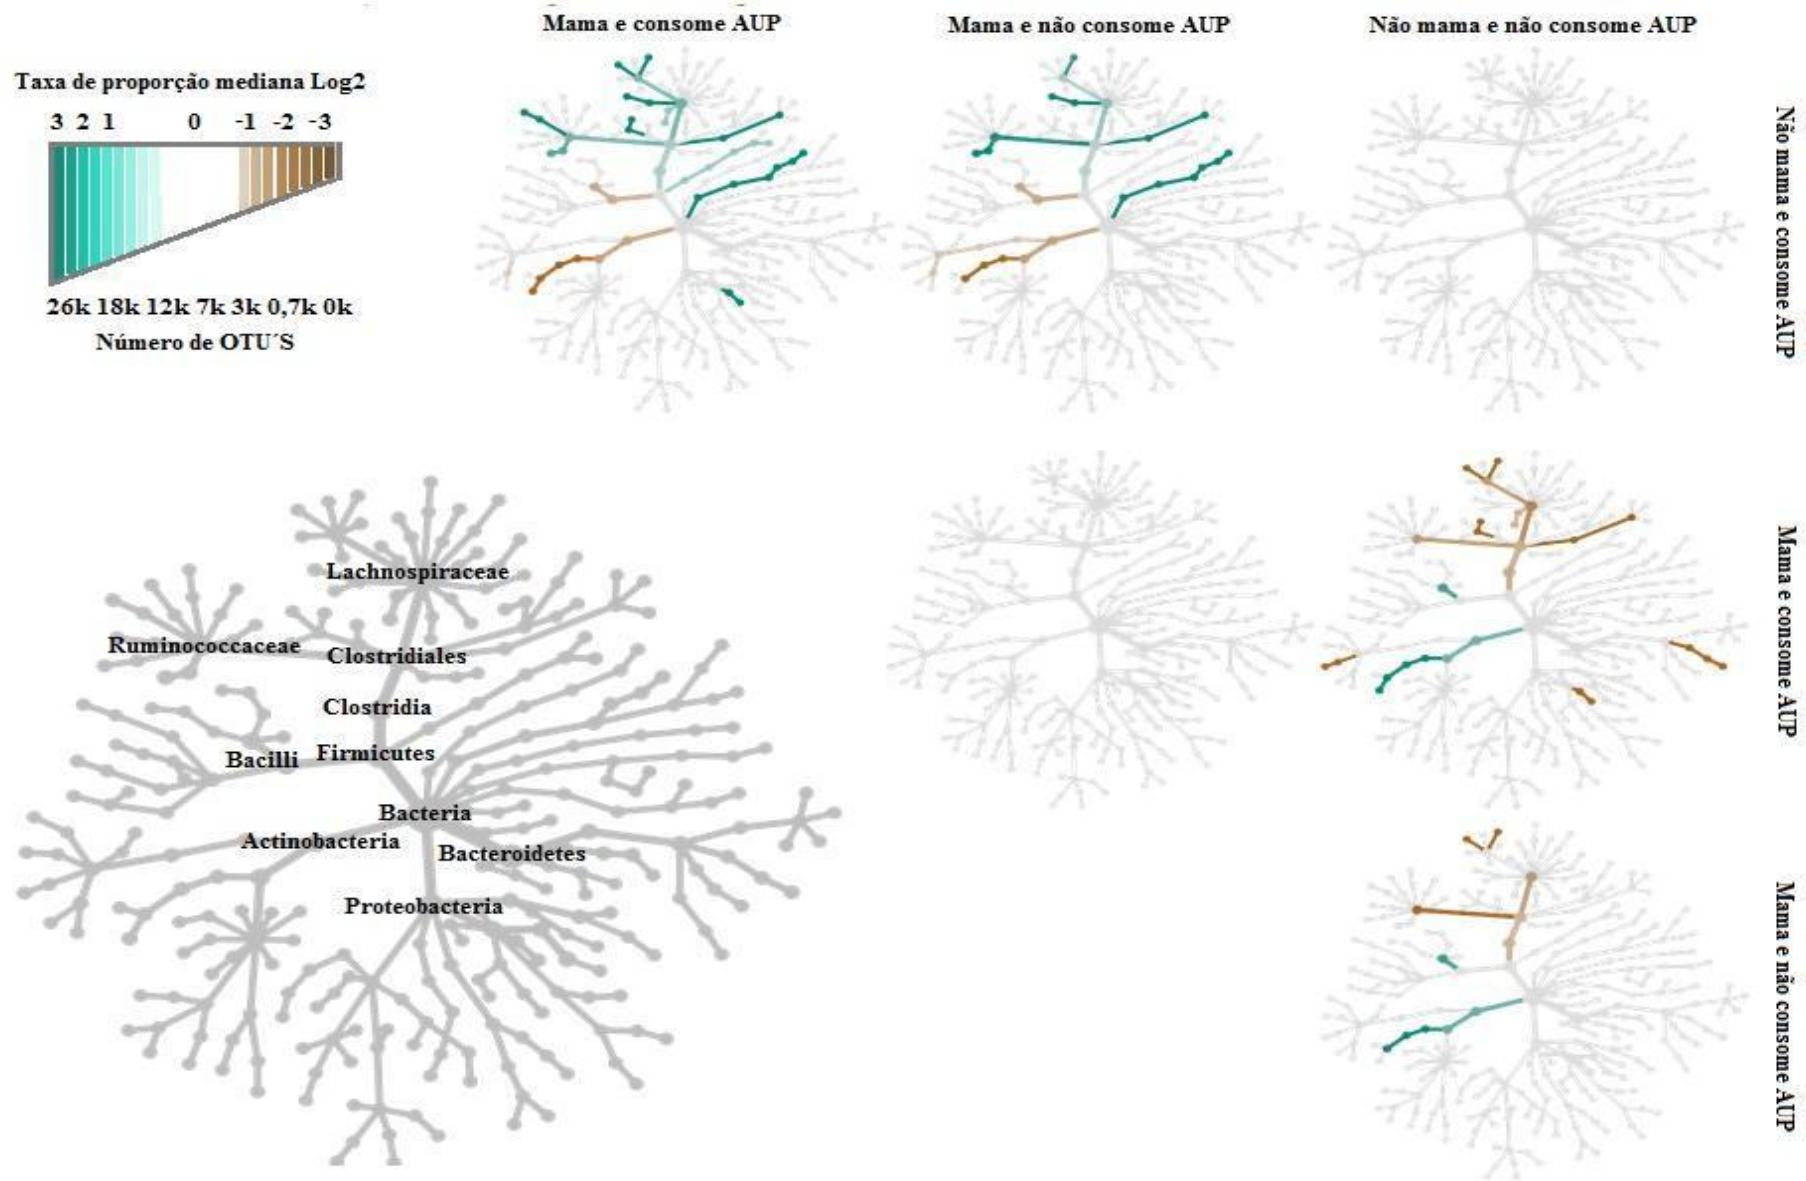 Mama e consome AUP
Mama e não consome AUP
Não mama e não consome AUP
Taxa de proporção mediana Log2
3 2 1 0 -1 -2 -3
26k 18k 12k 7k 3k 0,7k 0k
Número de OTU´S
Não mama e consome AUP
Mama e consome AUP
Mama e não consome AUP
Lachnospiraceae
Ruminococcaceae
Clostridiales
Clostridia
Bacilli
Firmicutes
Bacteria
Actinobacteria
Bacteroidetes
Proteobacteria